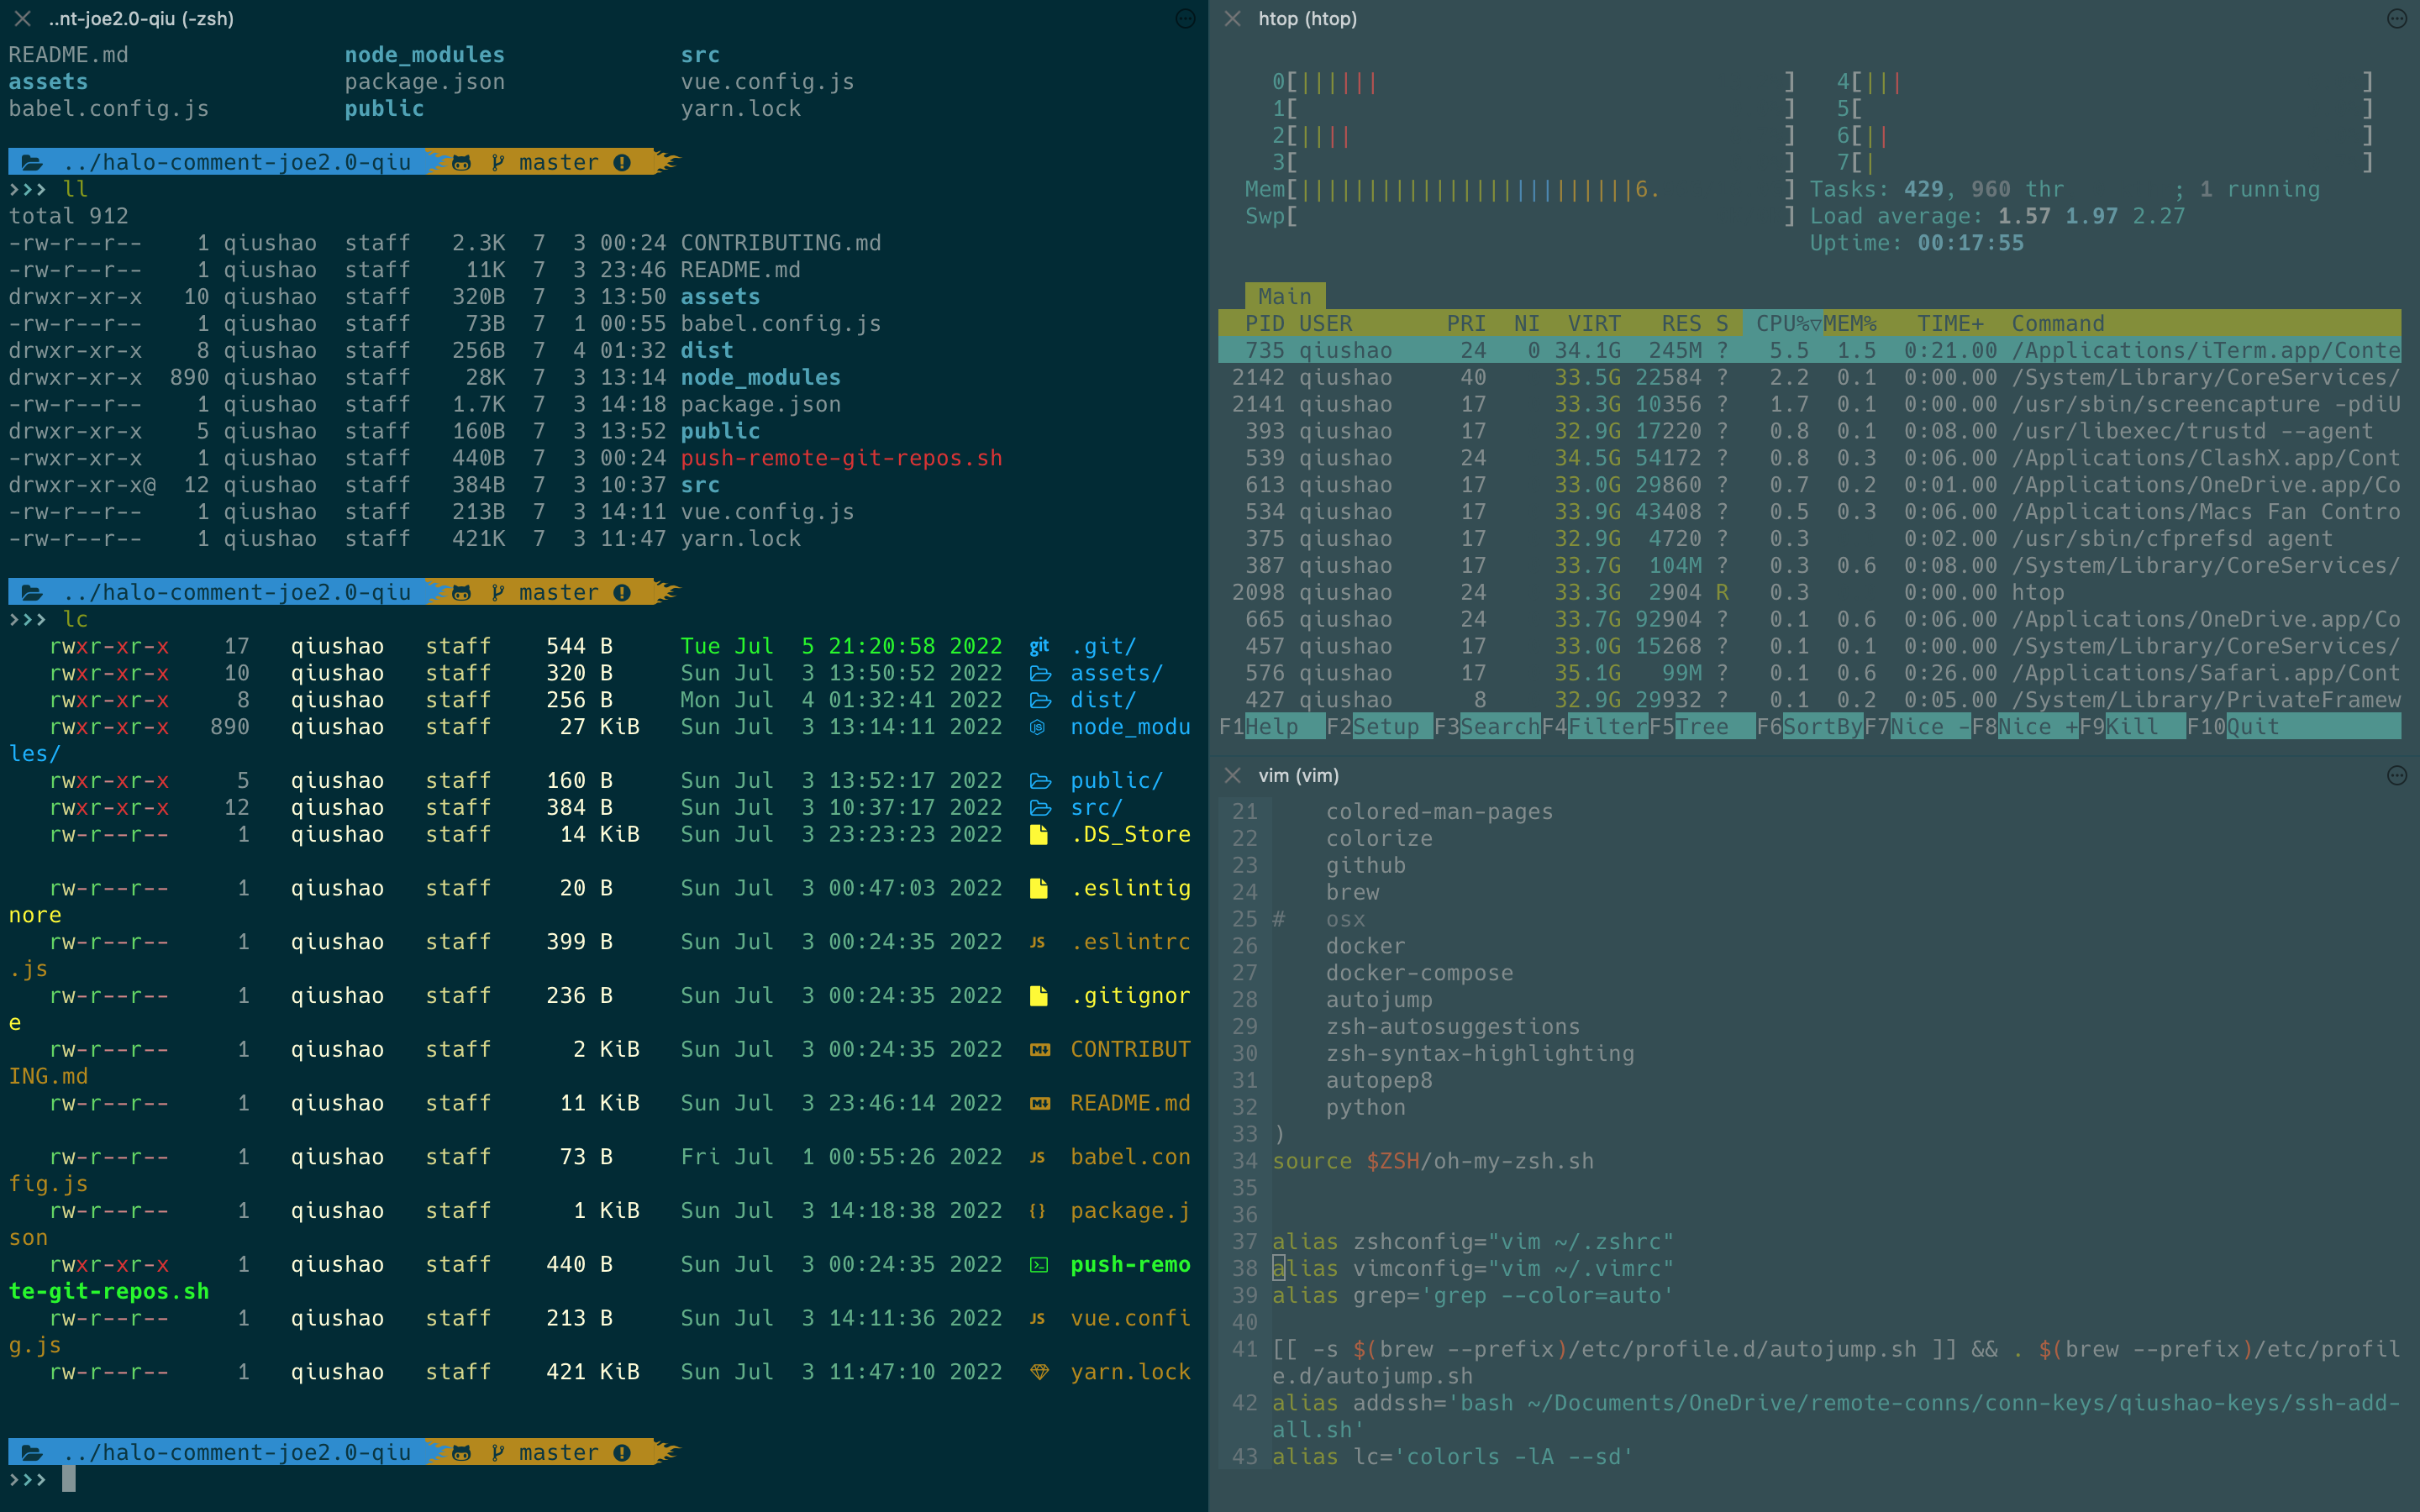 ..nt-joe2.0-qiu (-zsh)
README.md node_modules src
assets package.json vue.config.js
babel.config.js public yarn.lock
../halo-comment-joe2.0-qiu master
>>> ll
total 912
-rw-r--r-- 1 qiushao staff 2.3K 7 3 00:24 CONTRIBUTING.md
-rw-r--r-- 1 qiushao staff 11K 7 3 23:46 README.md
drwxr-xr-x 10 qiushao staff 320B 7 3 13:50 assets
-rw-r--r-- 1 qiushao staff 73B 7 1 00:55 babel.config.js
drwxr-xr-x 8 qiushao staff 256B 7 4 01:32 dist
drwxr-xr-x 890 qiushao staff 28K 7 3 13:14 node_modules
-rw-r--r-- 1 qiushao staff 1.7K 7 3 14:18 package.json
drwxr-xr-x 5 qiushao staff 160B 7 3 13:52 public
-rwxr-xr-x 1 qiushao staff 440B 7 3 00:24 push-remote-git-repos.sh
drwxr-xr-x@ 12 qiushao staff 384B 7 3 10:37 src
-rw-r--r-- 1 qiushao staff 213B 7 3 14:11 vue.config.js
-rw-r--r-- 1 qiushao staff 421K 7 3 11:47 yarn.lock
../halo-comment-joe2.0-qiu master
>>> lc
rwxr-xr-x 17 qiushao staff 544 B Tue Jul 5 21:20:58 2022 git .git/
rwxr-xr-x 10 qiushao staff 320 B Sun Jul 3 13:50:52 2022 assets/
rwxr-xr-x 8 qiushao staff 256 B Mon Jul 4 01:32:41 2022 dist/
rwxr-xr-x 890 qiushao staff 27 KiB Sun Jul 3 13:14:11 2022 node_modu
les/
rwxr-xr-x 5 qiushao staff 160 B Sun Jul 3 13:52:17 2022 public/
rwxr-xr-x 12 qiushao staff 384 B Sun Jul 3 10:37:17 2022 src/
rw-r--r-- 1 qiushao staff 14 KiB Sun Jul 3 23:23:23 2022 .DS_Store
rw-r--r-- 1 qiushao staff 20 B Sun Jul 3 00:47:03 2022 .eslintig
nore
rw-r--r-- 1 qiushao staff 399 B Sun Jul 3 00:24:35 2022 JS .eslintrc
.js
rw-r--r-- 1 qiushao staff 236 B Sun Jul 3 00:24:35 2022 .gitignor
e
rw-r--r-- 1 qiushao staff 2 KiB Sun Jul 3 00:24:35 2022 CONTRIBUT
ING.md
rw-r--r-- 1 qiushao staff 11 KiB Sun Jul 3 23:46:14 2022 README.md
rw-r--r-- 1 qiushao staff 73 B Fri Jul 1 00:55:26 2022 JS babel.con
fig.js
rw-r--r-- 1 qiushao staff 1 KiB Sun Jul 3 14:18:38 2022 {} package.j
son
rwxr-xr-x 1 qiushao staff 440 B Sun Jul 3 00:24:35 2022 push-remo
te-git-repos.sh
rw-r--r-- 1 qiushao staff 213 B Sun Jul 3 14:11:36 2022 JS vue.confi
g.js
rw-r--r-- 1 qiushao staff 421 KiB Sun Jul 3 11:47:10 2022 yarn.lock
../halo-comment-joe2.0-qiu master
>>>
htop (htop)
0[|||||| ] 4[||| ]
1[ ] 5[ ]
2[|||| ] 6[|| ]
3[ ] 7[| ]
Mem[|||||||||||||||||||||||||6. ] Tasks: 429, 960 thr ; 1 running
Swp[ ] Load average: 1.57 1.97 2.27
Uptime: 00:17:55
Main
PID USER PRI NI VIRT RES S CPU%▽MEM% TIME+ Command
735 qiushao 24 0 34.1G 245M ? 5.5 1.5 0:21.00 /Applications/iTerm.app/Conte
2142 qiushao 40 33.5G 22584 ? 2.2 0.1 0:00.00 /System/Library/CoreServices/
2141 qiushao 17 33.3G 10356 ? 1.7 0.1 0:00.00 /usr/sbin/screencapture -pdiU
393 qiushao 17 32.9G 17220 ? 0.8 0.1 0:08.00 /usr/libexec/trustd --agent
539 qiushao 24 34.5G 54172 ? 0.8 0.3 0:06.00 /Applications/ClashX.app/Cont
613 qiushao 17 33.0G 29860 ? 0.7 0.2 0:01.00 /Applications/OneDrive.app/Co
534 qiushao 17 33.9G 43408 ? 0.5 0.3 0:06.00 /Applications/Macs Fan Contro
375 qiushao 17 32.9G 4720 ? 0.3 0:02.00 /usr/sbin/cfprefsd agent
387 qiushao 17 33.7G 104M ? 0.3 0.6 0:08.00 /System/Library/CoreServices/
2098 qiushao 24 33.3G 2904 R 0.3 0:00.00 htop
665 qiushao 24 33.7G 92904 ? 0.1 0.6 0:06.00 /Applications/OneDrive.app/Co
457 qiushao 17 33.0G 15268 ? 0.1 0.1 0:00.00 /System/Library/CoreServices/
576 qiushao 17 35.1G 99M ? 0.1 0.6 0:26.00 /Applications/Safari.app/Cont
427 qiushao 8 32.9G 29932 ? 0.1 0.2 0:05.00 /System/Library/PrivateFramew
F1Help F2Setup F3SearchF4FilterF5Tree F6SortByF7Nice -F8Nice +F9Kill F10Quit
vim (vim)
21 colored-man-pages
22 colorize
23 github
24 brew
25 # osx
26 docker
27 docker-compose
28 autojump
29 zsh-autosuggestions
30 zsh-syntax-highlighting
31 autopep8
32 python
33 )
34 source $ZSH/oh-my-zsh.sh
35
36
37 alias zshconfig="vim ~/.zshrc"
38 alias vimconfig="vim ~/.vimrc"
39 alias grep='grep --color=auto'
40
41 [[ -s $(brew --prefix)/etc/profile.d/autojump.sh ]] && . $(brew --prefix)/etc/profil
e.d/autojump.sh
42 alias addssh='bash ~/Documents/OneDrive/remote-conns/conn-keys/qiushao-keys/ssh-add-
all.sh'
43 alias lc='colorls -lA --sd'